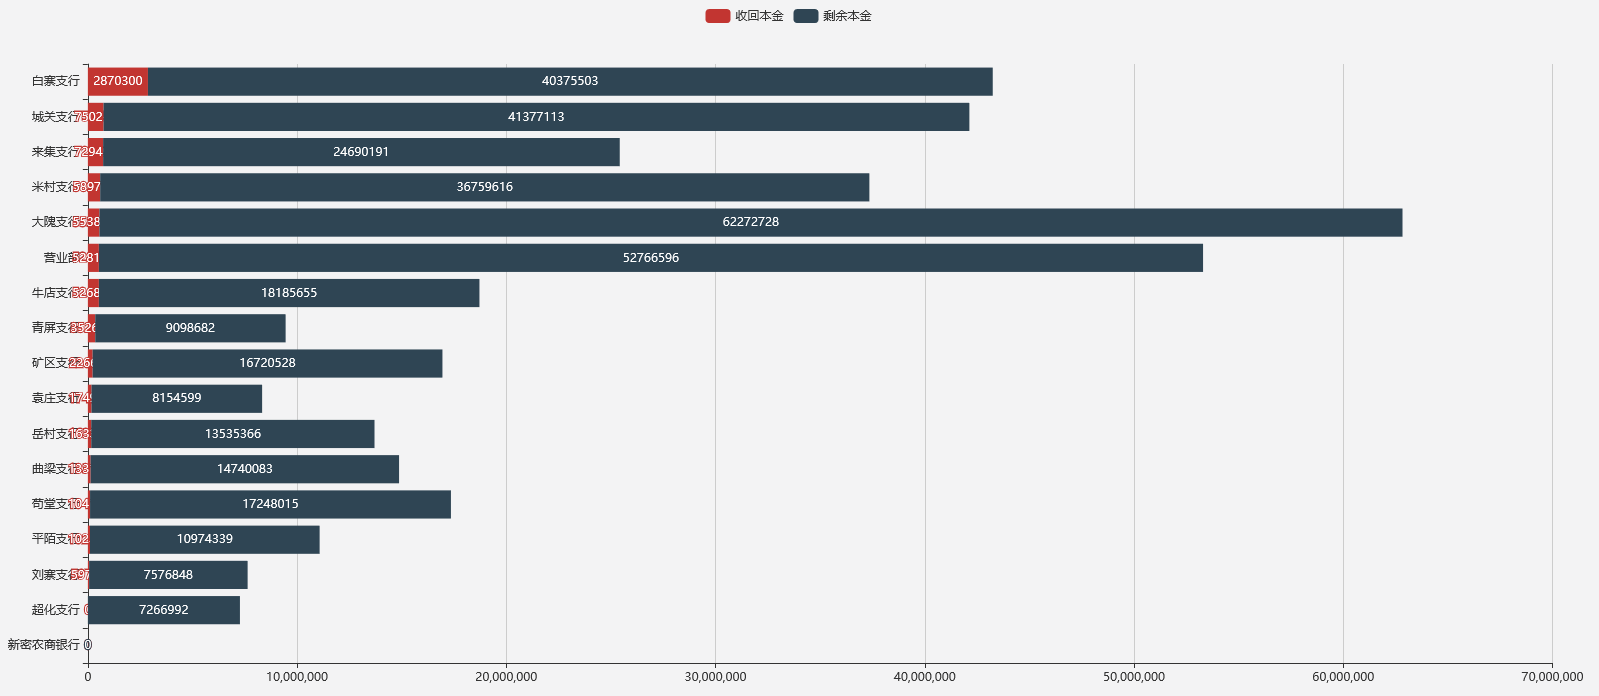 收回本金 剩余本金
白寨支行 2870300 40375503
城关支行 41377113
来集支行 24690191
米村支行 36759616
大隗支行 62272728
营业部 52766596
牛店支行 18185655
青屏支行 9098682
矿区支行 16720528
袁庄支行 8154599
岳村支行 13535366
曲梁支行 14740083
苟堂支行 17248015
平陌支行 10974339
刘寨支行 7576848
超化支行 0 7266992
新密农商银行 0
0 10,000,000 20,000,000 30,000,000 40,000,000 50,000,000 60,000,000 70,000,000